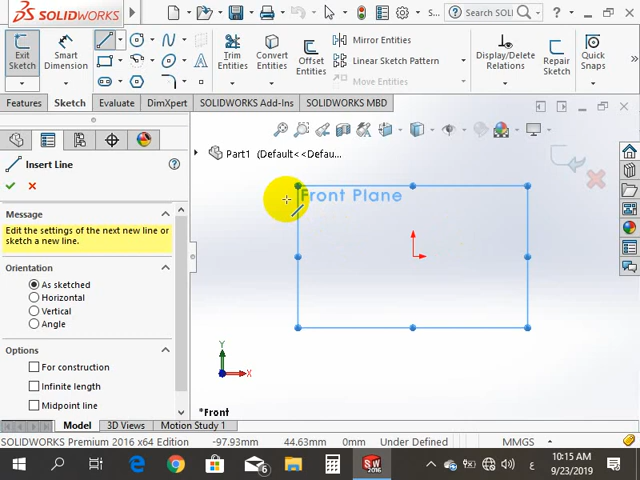 SOLIDWORKS
S...
Search SOLIDWORKS
Exit Sketch
Smart Dimension
Trim Entities
Convert Entities
Offset Entities
Mirror Entities
Linear Sketch Pattern
Move Entities
Display/Delete Relations
Repair Sketch
Quick Snaps
Features
Sketch
Evaluate
DimXpert
SOLIDWORKS Add-Ins
SOLIDWORKS MBD
Part1 (Default<<Defau...
Insert Line
Message
Edit the settings of the next new line or
sketch a new line.
Orientation
As sketched
Horizontal
Vertical
Angle
Options
For construction
Infinite length
Midpoint line
Front Plane
Y
X
*Front
Model
3D Views
Motion Study 1
SOLIDWORKS Premium 2016 x64 Edition
-97.93mm
44.63mm
0mm
Under Defined
MMGS
6
SW
2016
ع
10:15 AM
9/23/2019